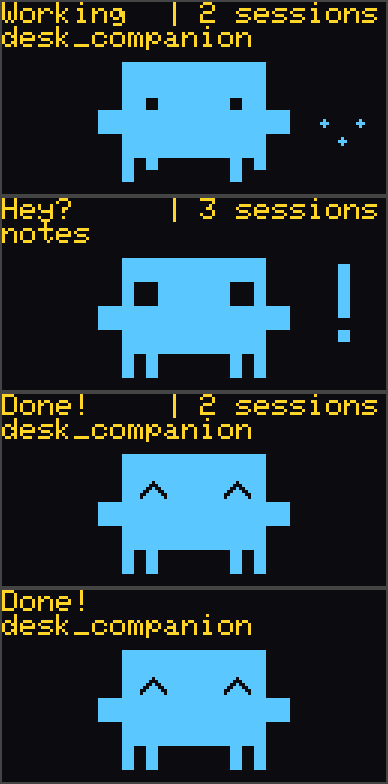 Working | 2 sessions
desk_companion
Hey? | 3 sessions
notes
!
Done! | 2 sessions
desk_companion
Done!
desk_companion